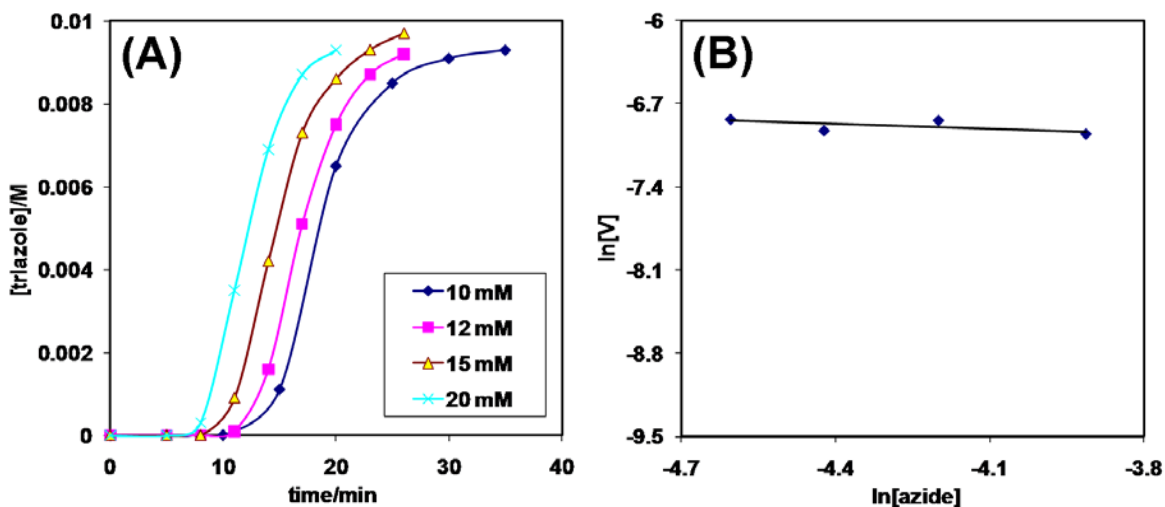 (A)
0.01
0.008
0.006
0.004
0.002
0
[triazole]/M
0 10 20 30 40
time/min
10 mM
12 mM
15 mM
20 mM
(B)
-6
-6.7
-7.4
-8.1
-8.8
-9.5
ln[V]
-4.7 -4.4 -4.1 -3.8
ln[azide]